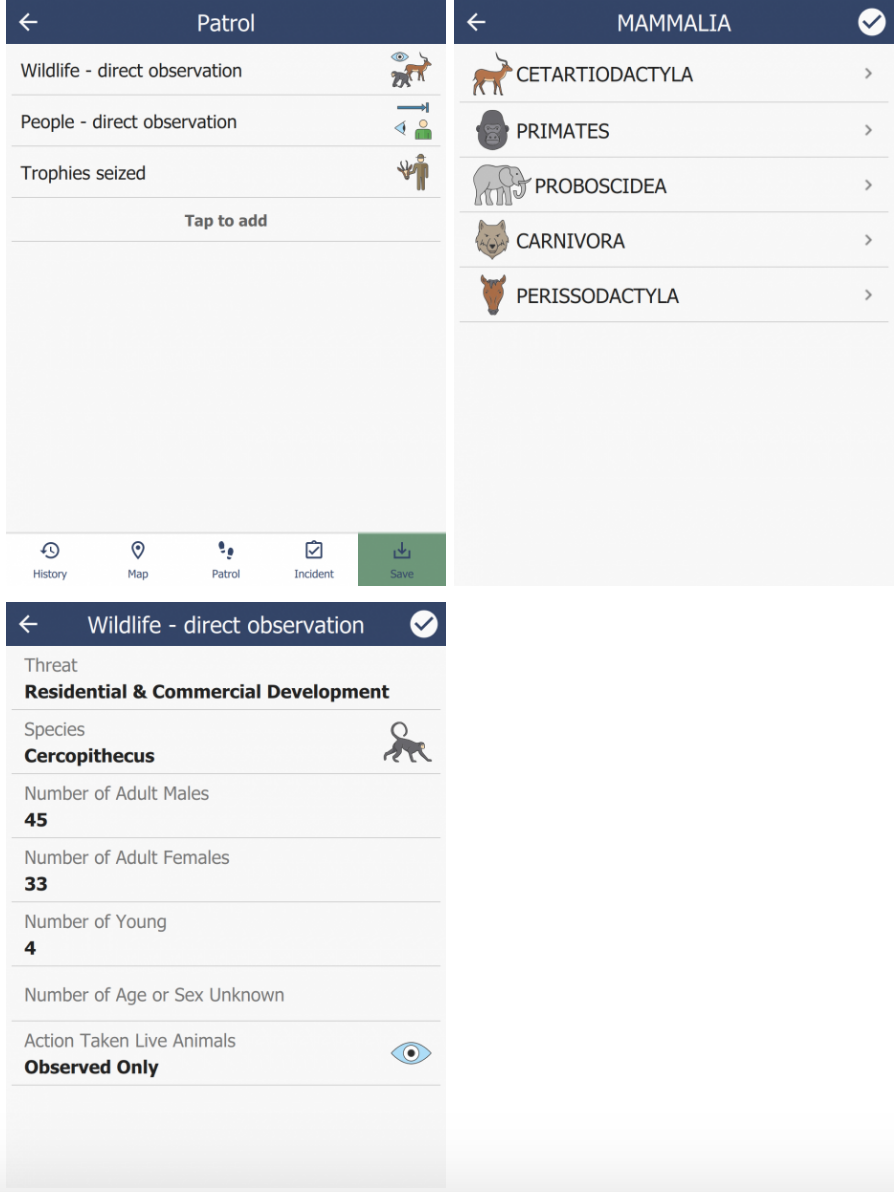 Patrol
Wildlife - direct observation
People - direct observation
Trophies seized
Tap to add
History
Map
Patrol
Incident
Save
MAMMALIA
CETARTIODACTYLA
PRIMATES
PROBOSCIDEA
CARNIVORA
PERISSODACTYLA
Wildlife - direct observation
Threat
Residential & Commercial Development
Species
Cercopithecus
Number of Adult Males
45
Number of Adult Females
33
Number of Young
4
Number of Age or Sex Unknown
Action Taken Live Animals
Observed Only